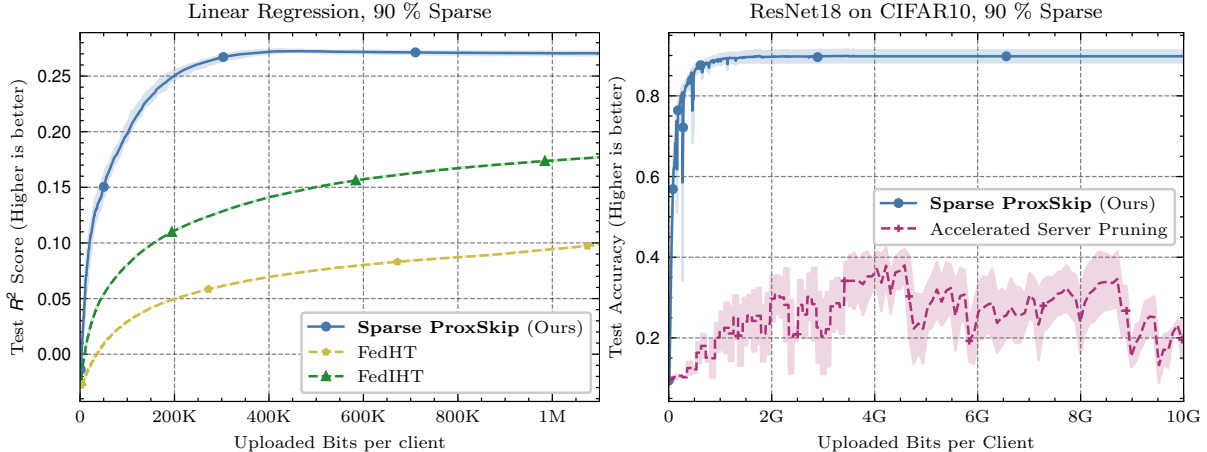 Linear Regression, 90 % Sparse
Test R² Score (Higher is better)
0.25
0.20
0.15
0.10
0.05
0.00
0
200K
400K
600K
800K
1M
Uploaded Bits per client
Sparse ProxSkip (Ours)
FedHT
FedIHT
ResNet18 on CIFAR10, 90 % Sparse
Test Accuracy (Higher is better)
0.8
0.6
0.4
0.2
0
2G
4G
6G
8G
10G
Uploaded Bits per Client
Sparse ProxSkip (Ours)
Accelerated Server Pruning